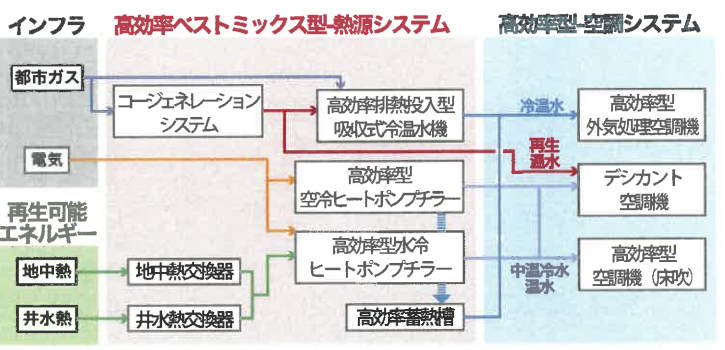 インフラ
高効率ベストミックス型-熱源システム
高効率型-空調システム
都市ガス
コージェネレーション
システム
高効率排熱投入型
吸収式冷温水機
冷温水
高効率型
外気処理空調機
電気
再生
温水
高効率型
空冷ヒートポンプチラー
デシカント
空調機
再生可能
エネルギー
高効率型水冷
ヒートポンプチラー
中温冷水
温水
高効率型
空調機（床吹）
地中熱
地中熱交換器
井水熱
井水熱交換器
高効率蓄熱槽